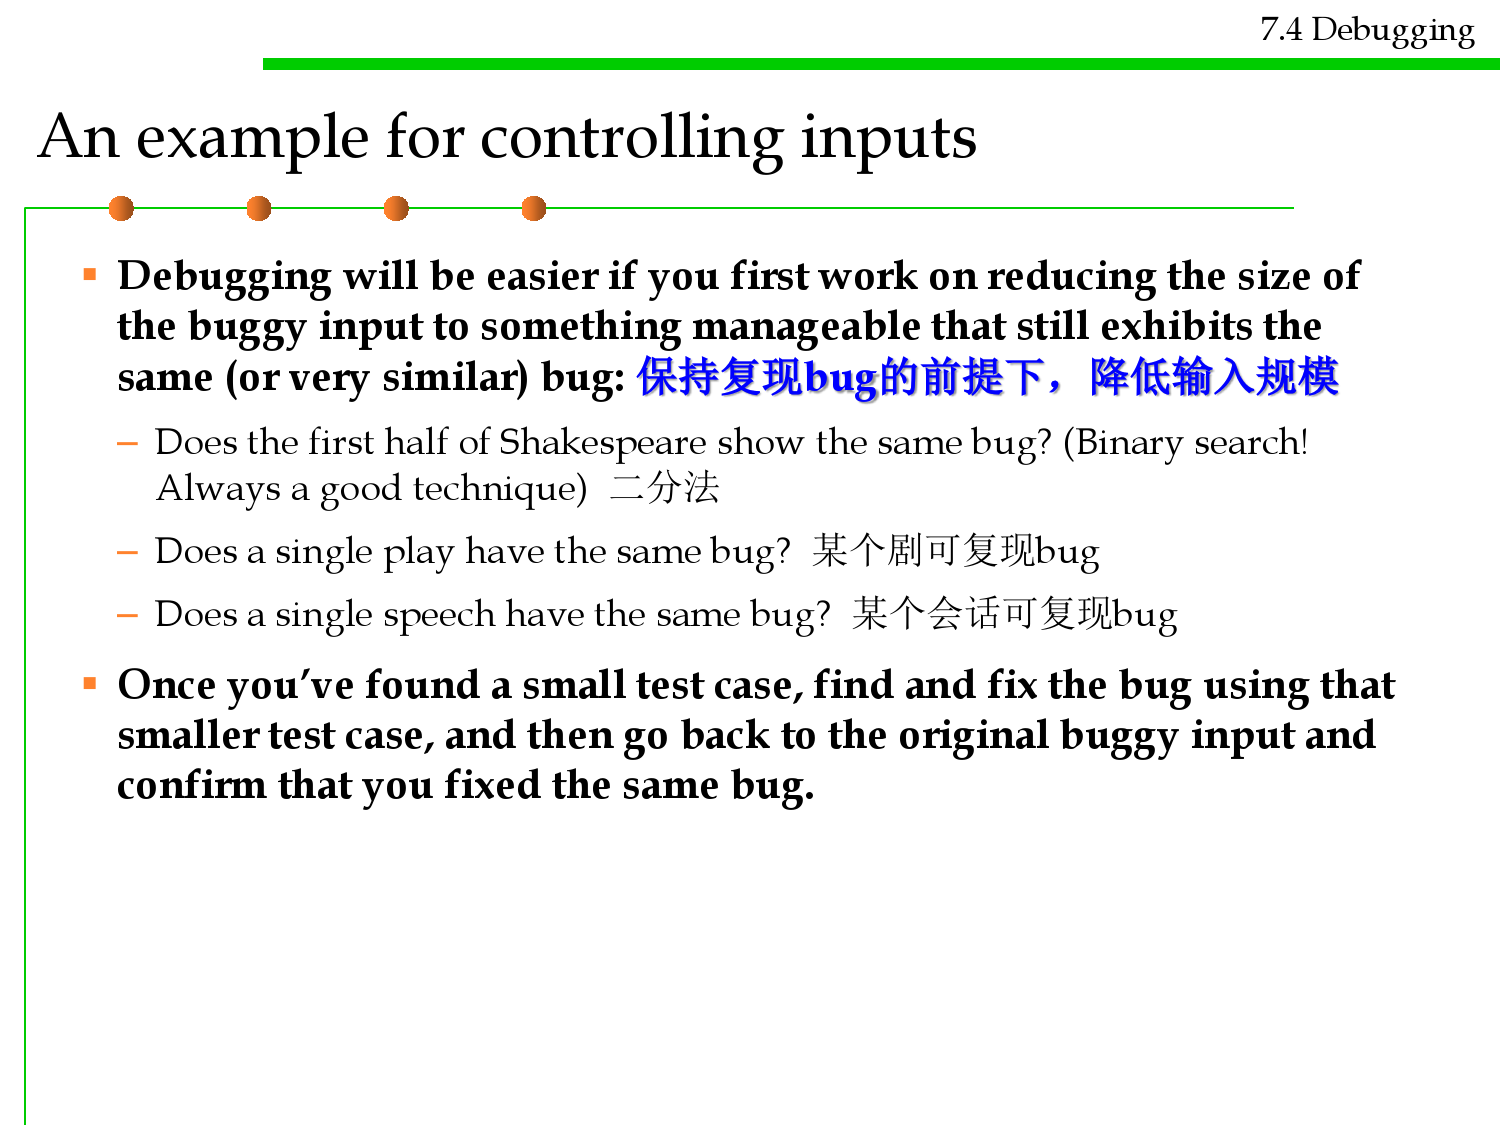 7.4 Debugging
An example for controlling inputs
▪ Debugging will be easier if you first work on reducing the size of
the buggy input to something manageable that still exhibits the
same (or very similar) bug: 保持复现bug的前提下，降低输入规模
– Does the first half of Shakespeare show the same bug? (Binary search!
Always a good technique) 二分法
– Does a single play have the same bug? 某个剧可复现bug
– Does a single speech have the same bug? 某个会话可复现bug
▪ Once you’ve found a small test case, find and fix the bug using that
smaller test case, and then go back to the original buggy input and
confirm that you fixed the same bug.